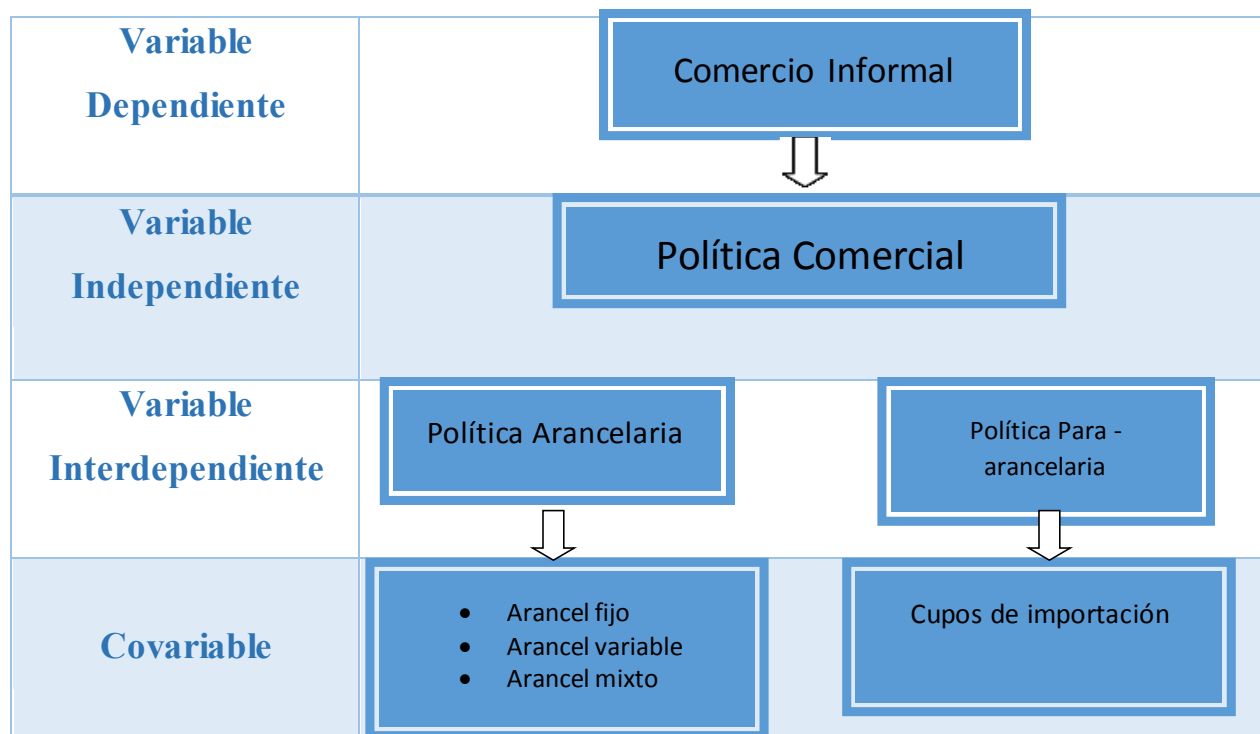 Variable
Dependiente
Comercio Informal
Variable
Independiente
Política Comercial
Variable
Interdependiente
Política Arancelaria
Política Para -
arancelaria
Covariable
• Arancel fijo
• Arancel variable
• Arancel mixto
Cupos de importación